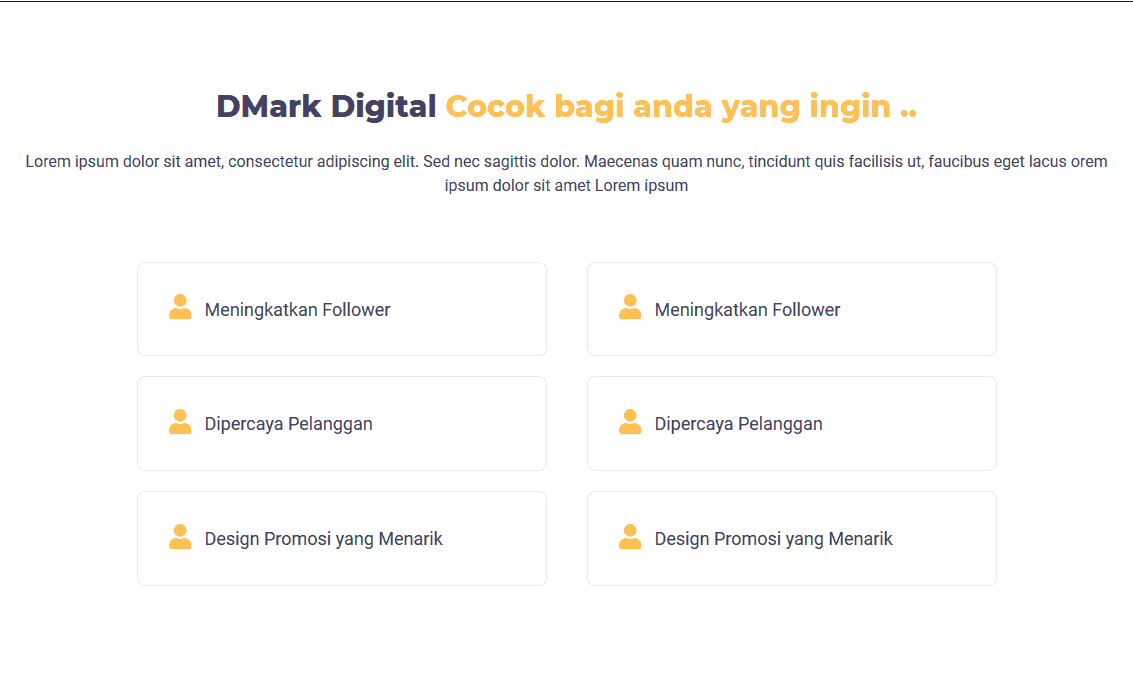 DMark Digital Cocok bagi anda yang ingin ..
Lorem ipsum dolor sit amet, consectetur adipiscing elit. Sed nec sagittis dolor. Maecenas quam nunc, tincidunt quis facilisis ut, faucibus eget lacus orem
ipsum dolor sit amet Lorem ipsum
Meningkatkan Follower
Meningkatkan Follower
Dipercaya Pelanggan
Dipercaya Pelanggan
Design Promosi yang Menarik
Design Promosi yang Menarik